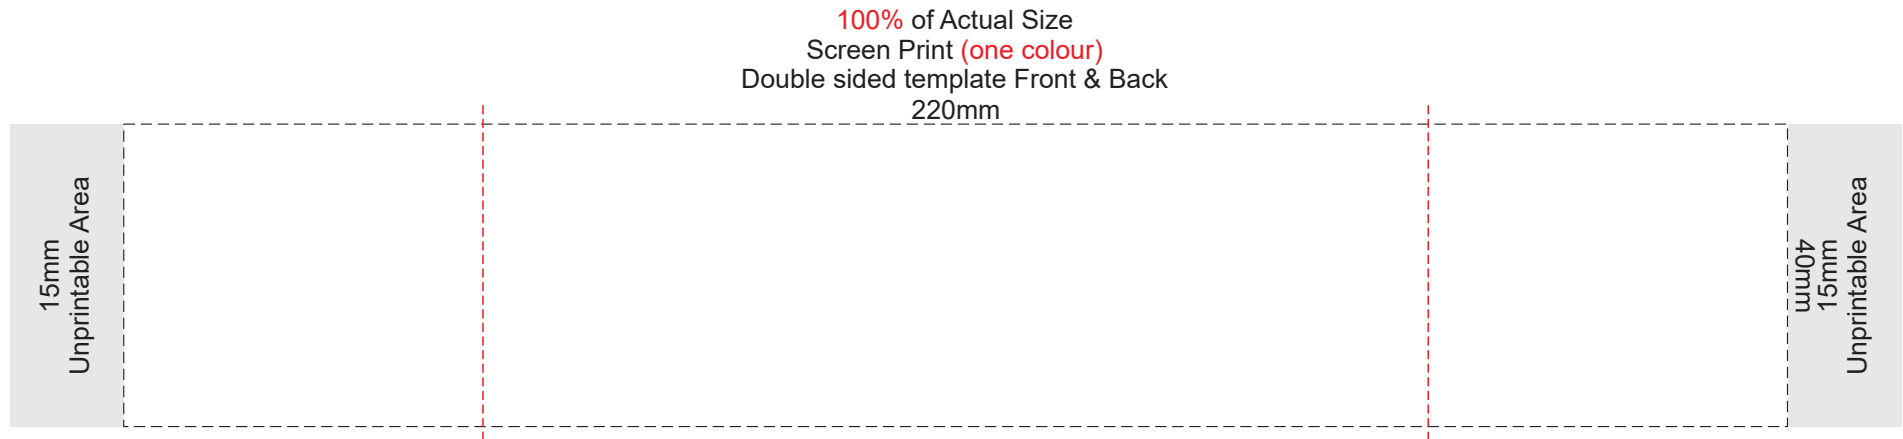 100% of Actual Size
Screen Print (one colour)
Double sided template Front & Back
220mm
15mm
Unprintable Area
40mm
15mm
Unprintable Area